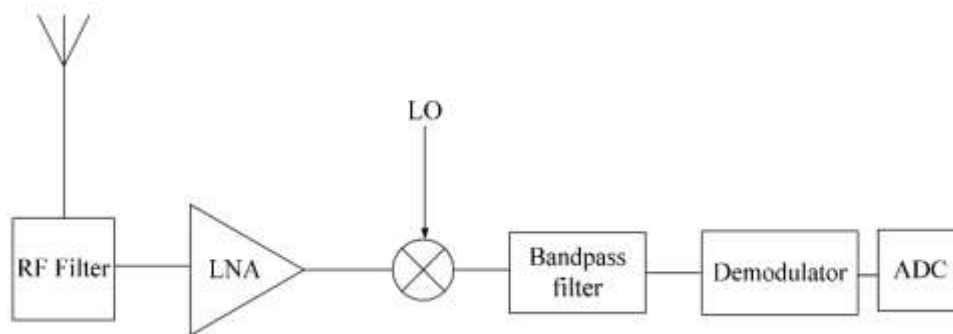 LO
RF Filter
LNA
Bandpass
filter
Demodulator
ADC